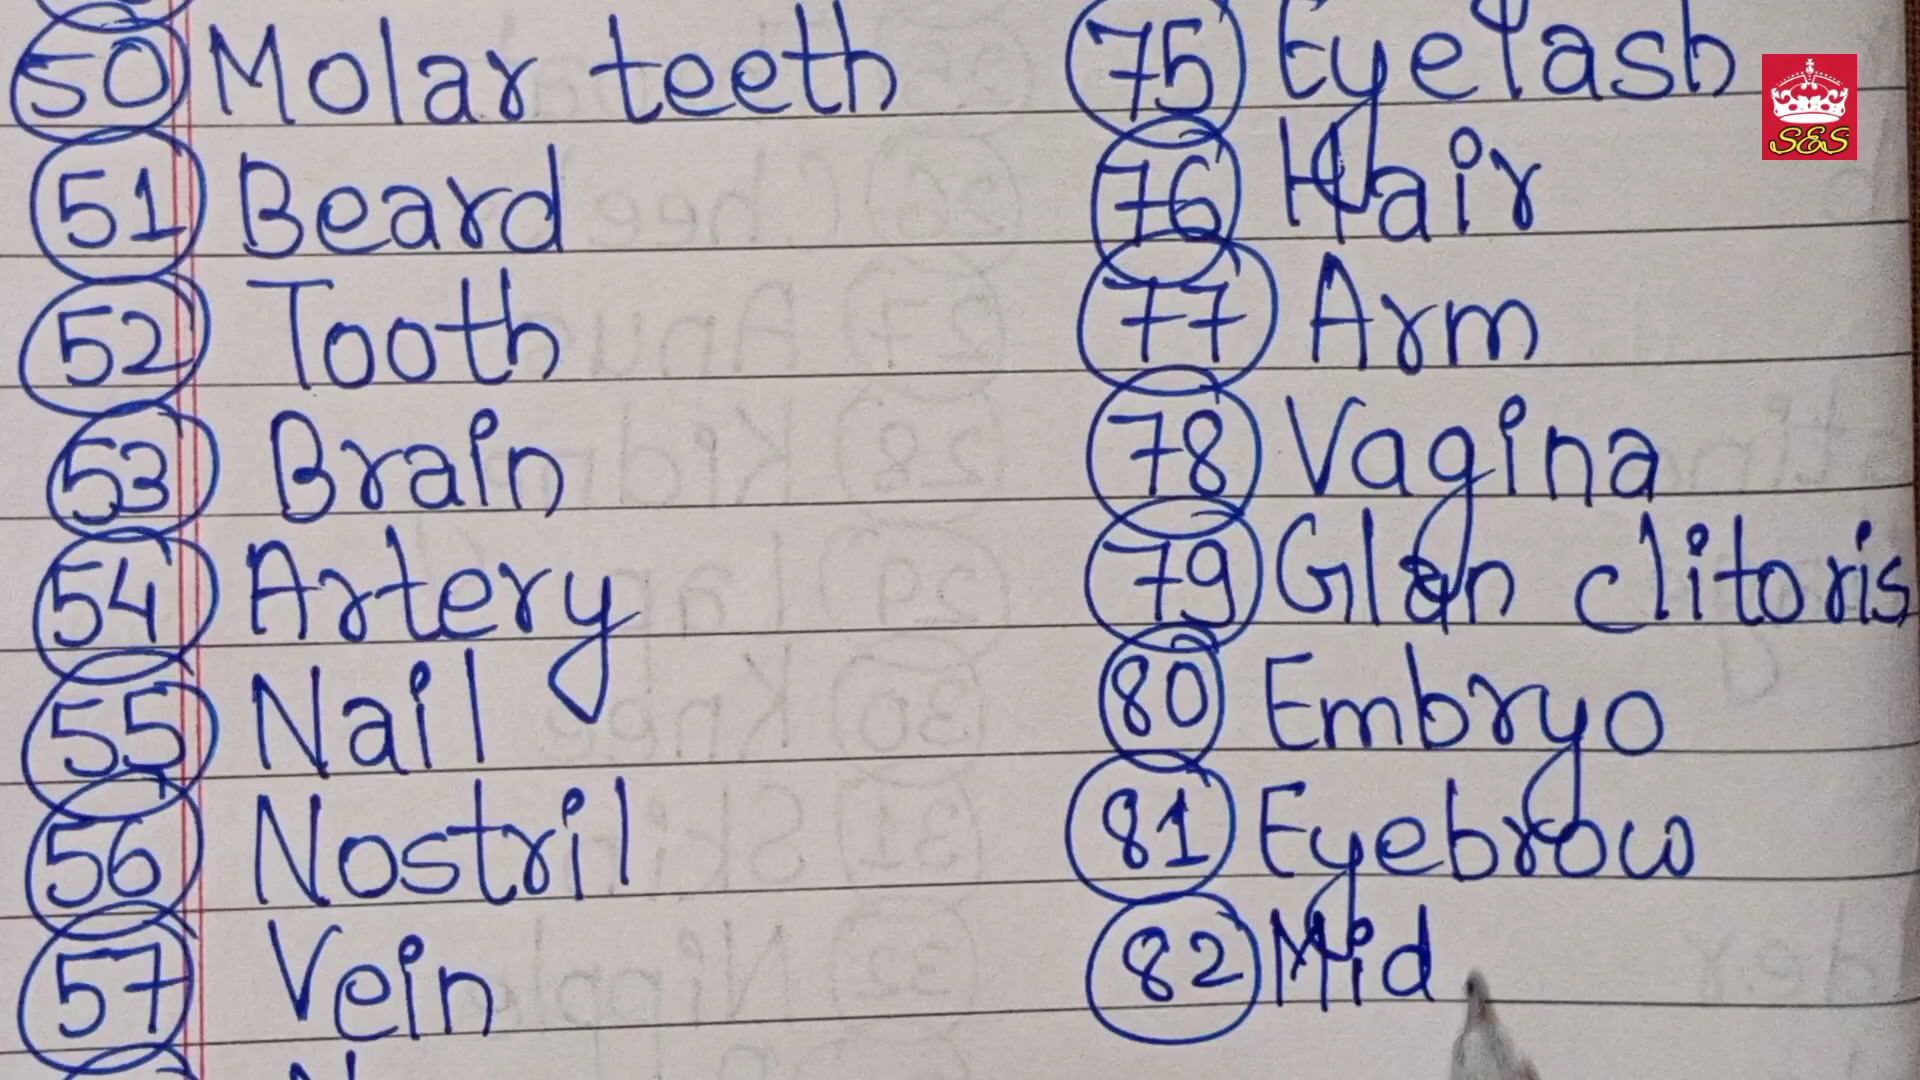 50 Molar teeth
51 Beard
52 Tooth
53 Brain
54 Artery
55 Nail
56 Nostril
57 Vein
75 Eyelash
76 Hair
77 Arm
78 Vagina
79 Glan clitoris
80 Embryo
81 Eyebrow
82 Mid
S&S